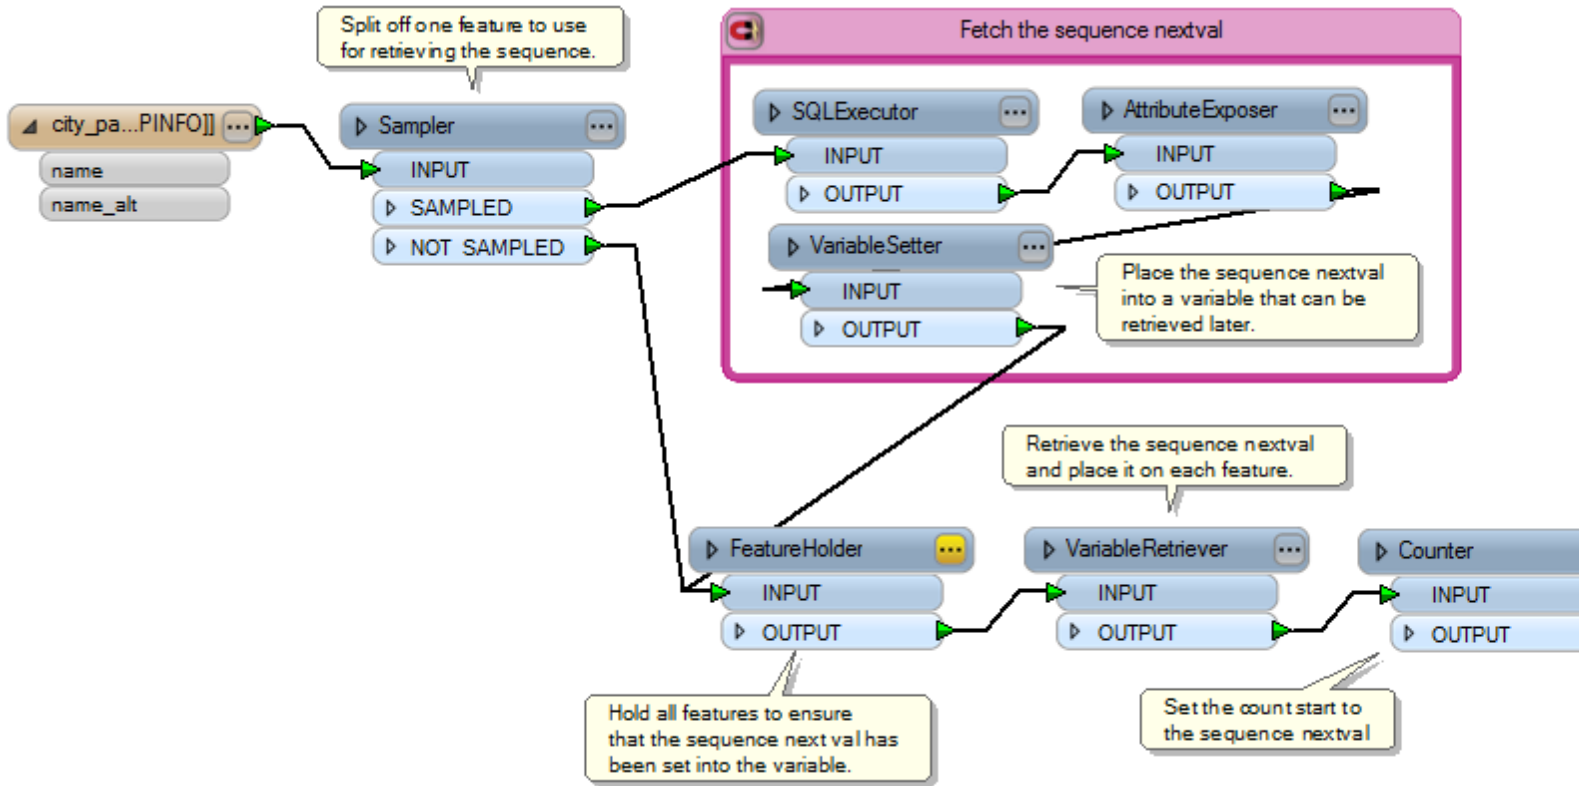 Split off one feature to use
for retrieving the sequence.
Fetch the sequence nextval
city_pa...PINFO]]
name
name_alt
Sampler
INPUT
SAMPLED
NOT SAMPLED
SQLExecutor
INPUT
OUTPUT
AttributeExposer
INPUT
OUTPUT
VariableSetter
INPUT
OUTPUT
Place the sequence nextval
into a variable that can be
retrieved later.
Retrieve the sequence nextval
and place it on each feature.
FeatureHolder
INPUT
OUTPUT
VariableRetriever
INPUT
OUTPUT
Counter
INPUT
OUTPUT
Hold all features to ensure
that the sequence next val has
been set into the variable.
Set the count start to
the sequence nextval